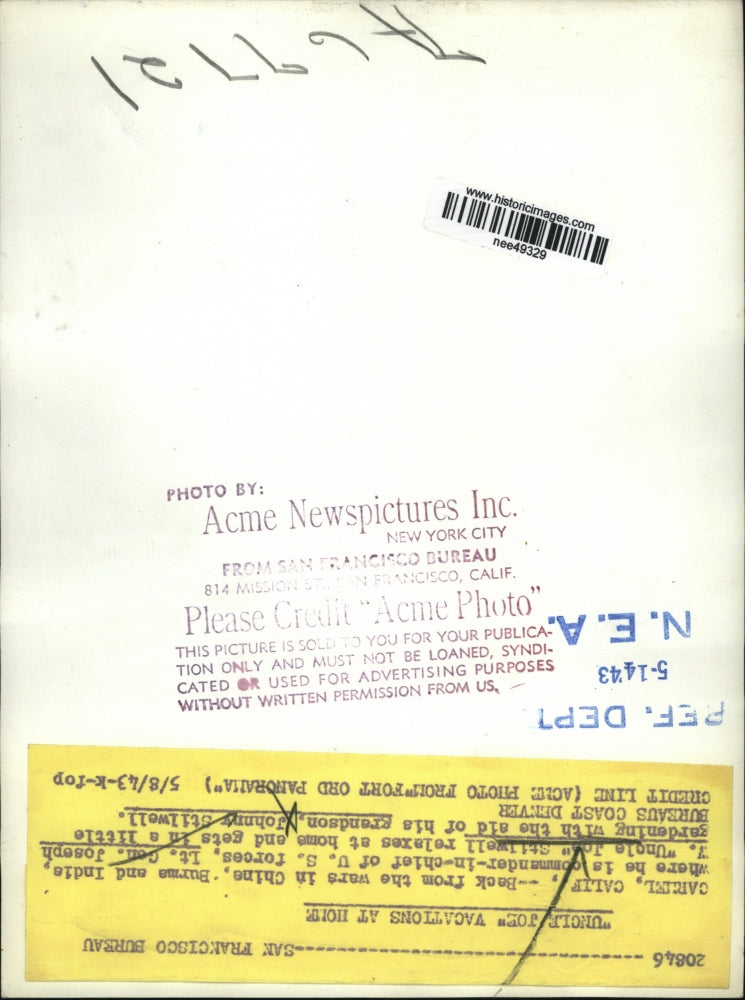 A67721
www.historicimages.com
nee49329
PHOTO BY:
Acme Newspictures Inc.
NEW YORK CITY
FROM SAN FRANCISCO BUREAU
814 MISSION ST., SAN FRANCISCO, CALIF.
Please Credit "Acme Photo"
THIS PICTURE IS SOLD TO YOU FOR YOUR PUBLICA-
TION ONLY AND MUST NOT BE LOANED, SYNDI-
CATED OR USED FOR ADVERTISING PURPOSES
WITHOUT WRITTEN PERMISSION FROM US.
REF. DEPT.
5-14'43
N.E.A.
20846 ---SAN FRANCISCO BUREAU
"UNCLE JOE" VACATIONS AT HOME
CARMEL, CALIF., -- Back from the wars in China, Burma and India,
where he is commander-in-chief of U. S. forces, Lt. Gen. Joseph
W. "Uncle Joe" Stilwell relaxes at home and gets in a little
gardening with the aid of his grandson, Johnny Stilwell.
BUREAUS COAST DENVER
CREDIT LINE (ACME PHOTO FROM"FORT ORD PANORAMA") 5/8/43-k-fop